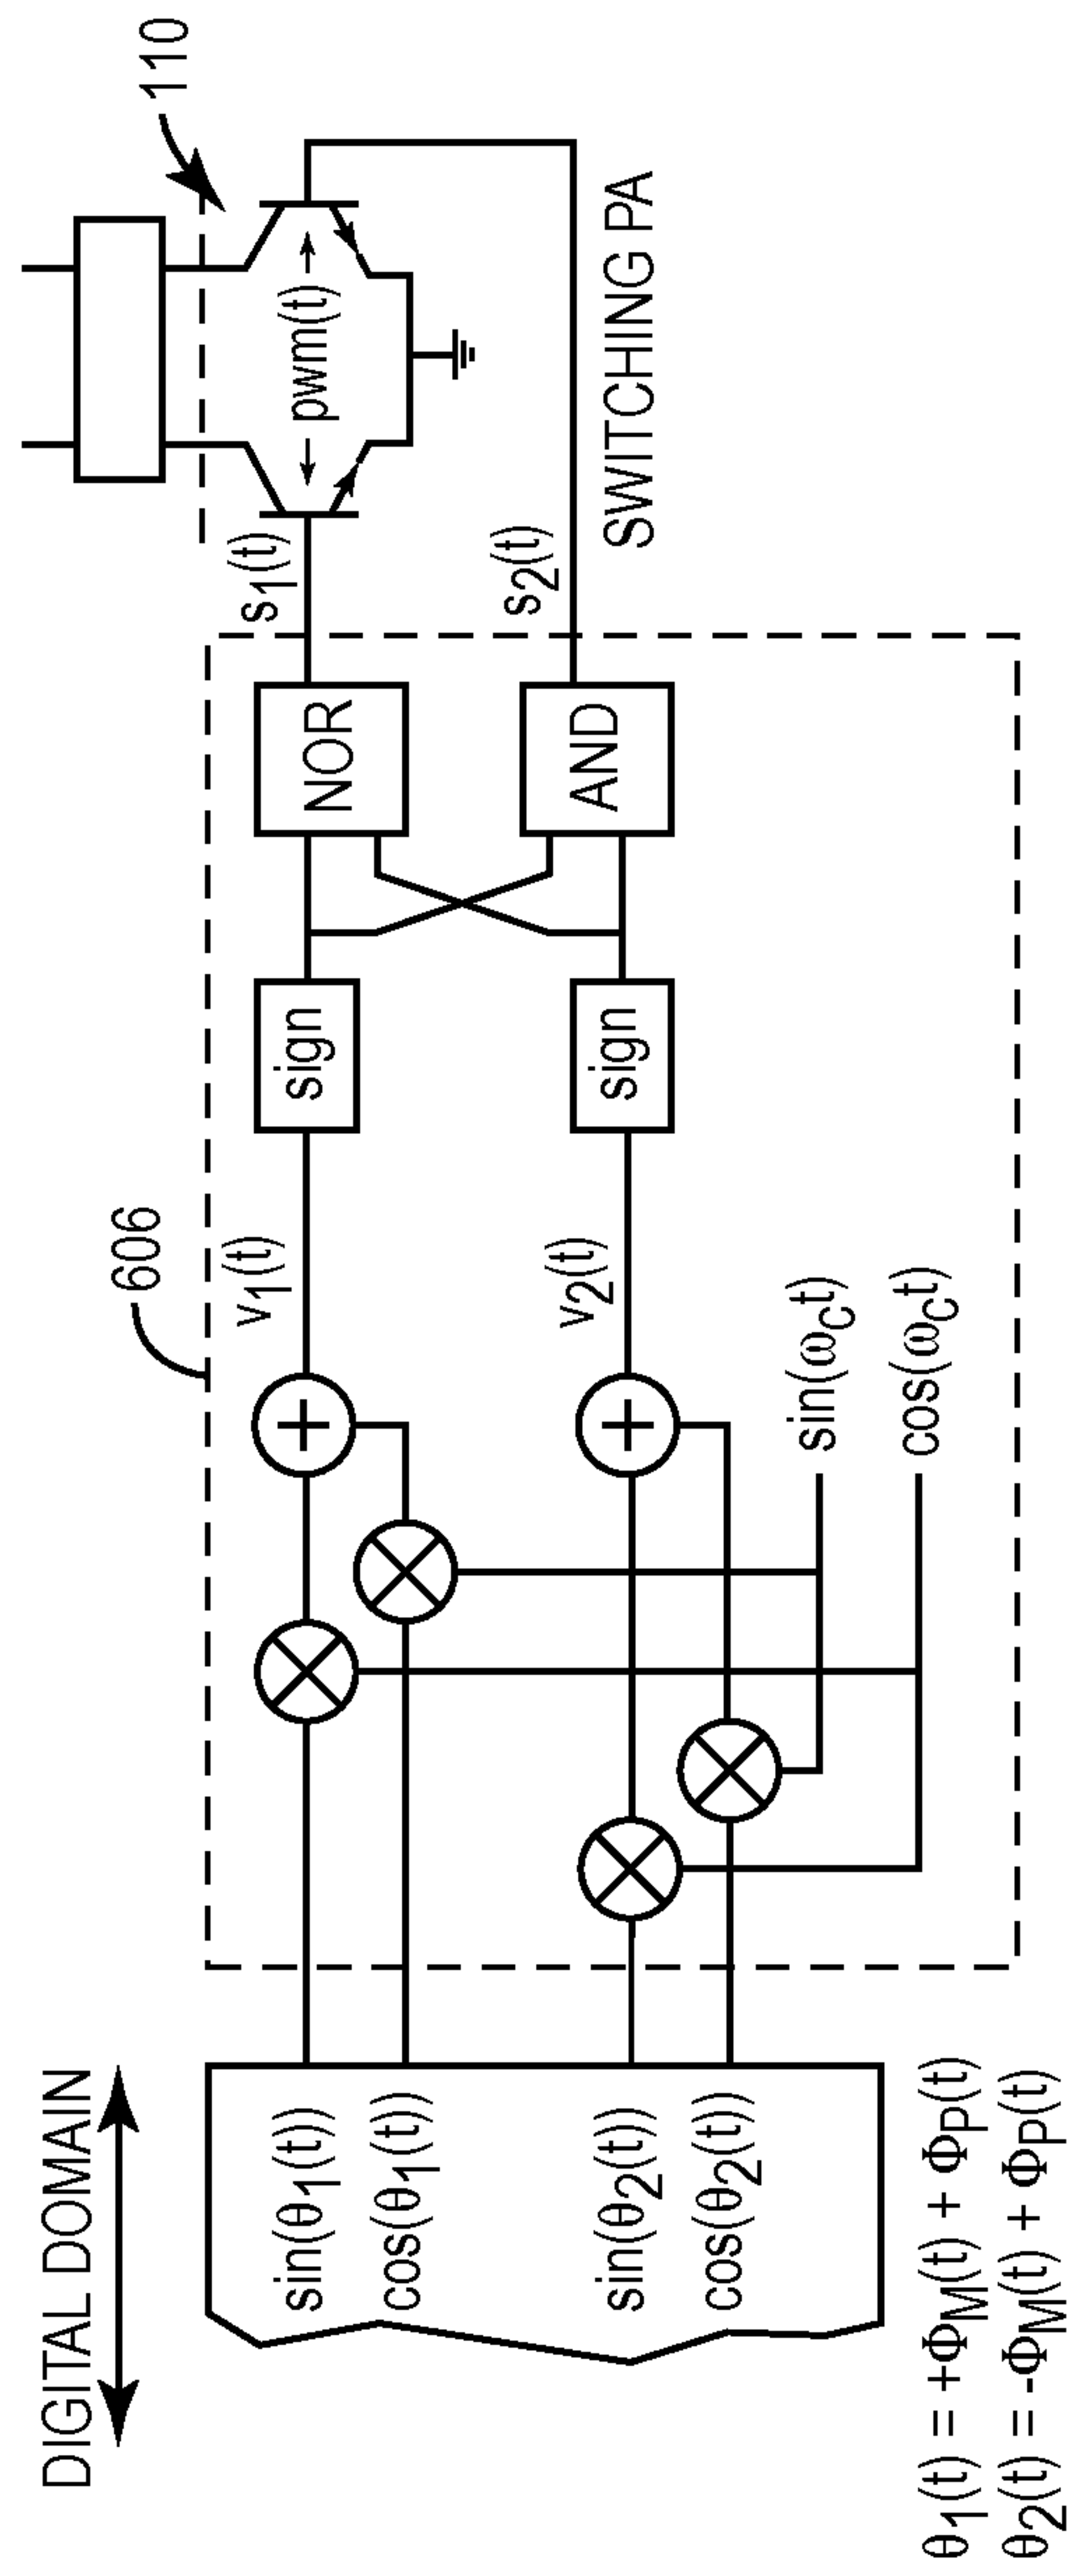 DIGITAL DOMAIN
606
110
sin(θ1(t))
cos(θ1(t))
sin(θ2(t))
cos(θ2(t))
v1(t)
v2(t)
sign
sign
NOR
AND
s1(t)
s2(t)
pwm(t)
SWITCHING PA
sin(ωCt)
cos(ωCt)
θ1(t) = +ΦM(t) + ΦP(t)
θ2(t) = -ΦM(t) + ΦP(t)